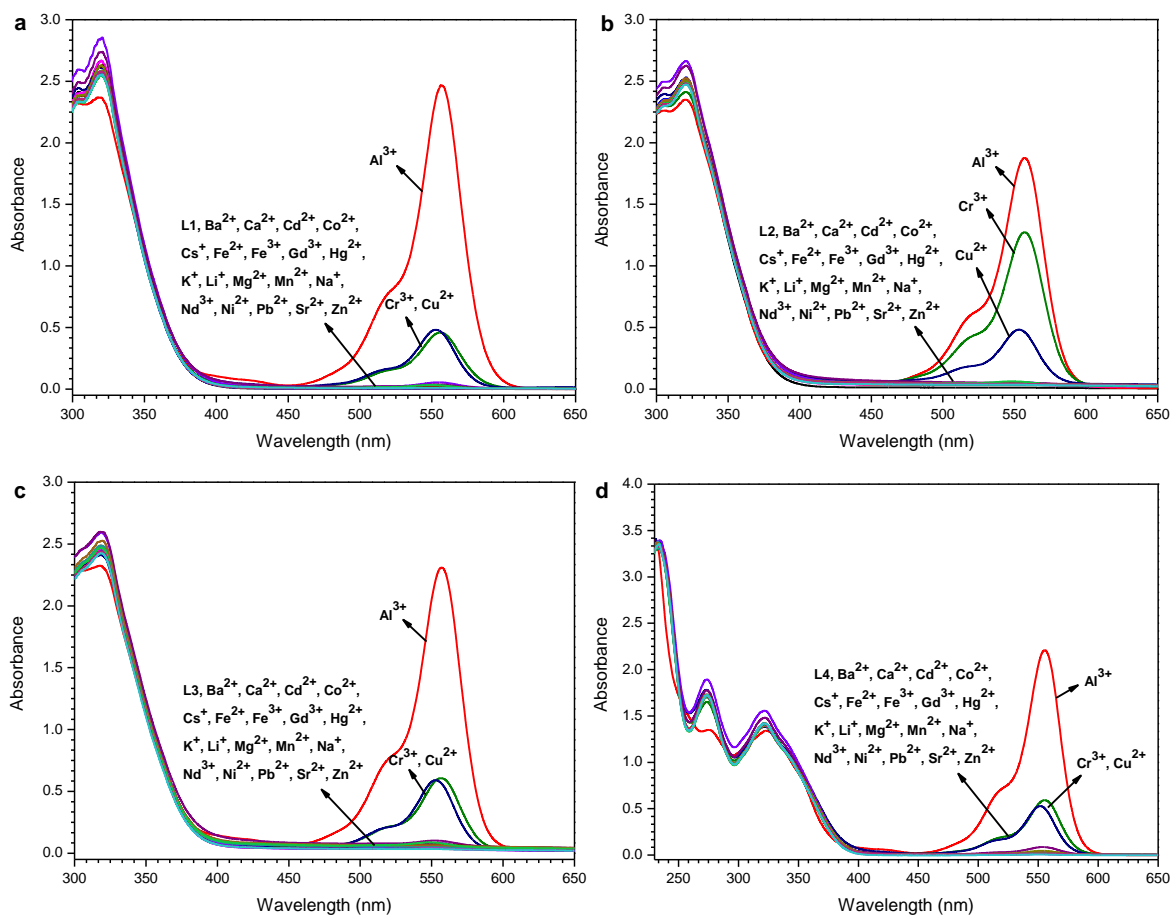 a
3.0
2.5
2.0
1.5
1.0
0.5
0.0
Absorbance
Al³⁺
L1, Ba²⁺, Ca²⁺, Cd²⁺, Co²⁺,
Cs⁺, Fe²⁺, Fe³⁺, Gd³⁺, Hg²⁺,
K⁺, Li⁺, Mg²⁺, Mn²⁺, Na⁺,
Nd³⁺, Ni²⁺, Pb²⁺, Sr²⁺, Zn²⁺
Cr³⁺, Cu²⁺
300 350 400 450 500 550 600 650
Wavelength (nm)
b
3.0
2.5
2.0
1.5
1.0
0.5
0.0
Absorbance
Al³⁺
Cr³⁺
Cu²⁺
L2, Ba²⁺, Ca²⁺, Cd²⁺, Co²⁺,
Cs⁺, Fe²⁺, Fe³⁺, Gd³⁺, Hg²⁺,
K⁺, Li⁺, Mg²⁺, Mn²⁺, Na⁺,
Nd³⁺, Ni²⁺, Pb²⁺, Sr²⁺, Zn²⁺
300 350 400 450 500 550 600 650
Wavelength (nm)
c
3.0
2.5
2.0
1.5
1.0
0.5
0.0
Absorbance
Al³⁺
L3, Ba²⁺, Ca²⁺, Cd²⁺, Co²⁺,
Cs⁺, Fe²⁺, Fe³⁺, Gd³⁺, Hg²⁺,
K⁺, Li⁺, Mg²⁺, Mn²⁺, Na⁺,
Nd³⁺, Ni²⁺, Pb²⁺, Sr²⁺, Zn²⁺
Cr³⁺, Cu²⁺
300 350 400 450 500 550 600 650
Wavelength (nm)
d
4.0
3.5
3.0
2.5
2.0
1.5
1.0
0.5
0.0
Absorbance
L4, Ba²⁺, Ca²⁺, Cd²⁺, Co²⁺,
Cs⁺, Fe²⁺, Fe³⁺, Gd³⁺, Hg²⁺,
K⁺, Li⁺, Mg²⁺, Mn²⁺, Na⁺,
Nd³⁺, Ni²⁺, Pb²⁺, Sr²⁺, Zn²⁺
Al³⁺
Cr³⁺, Cu²⁺
250 300 350 400 450 500 550 600 650
Wavelength (nm)